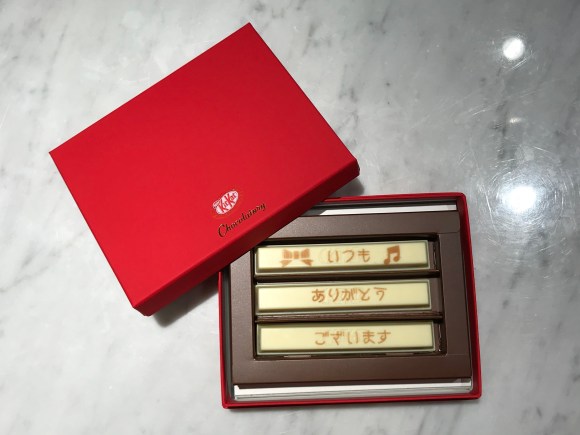 KitKat
Chocolatory
いつも
ありがとう
ございます